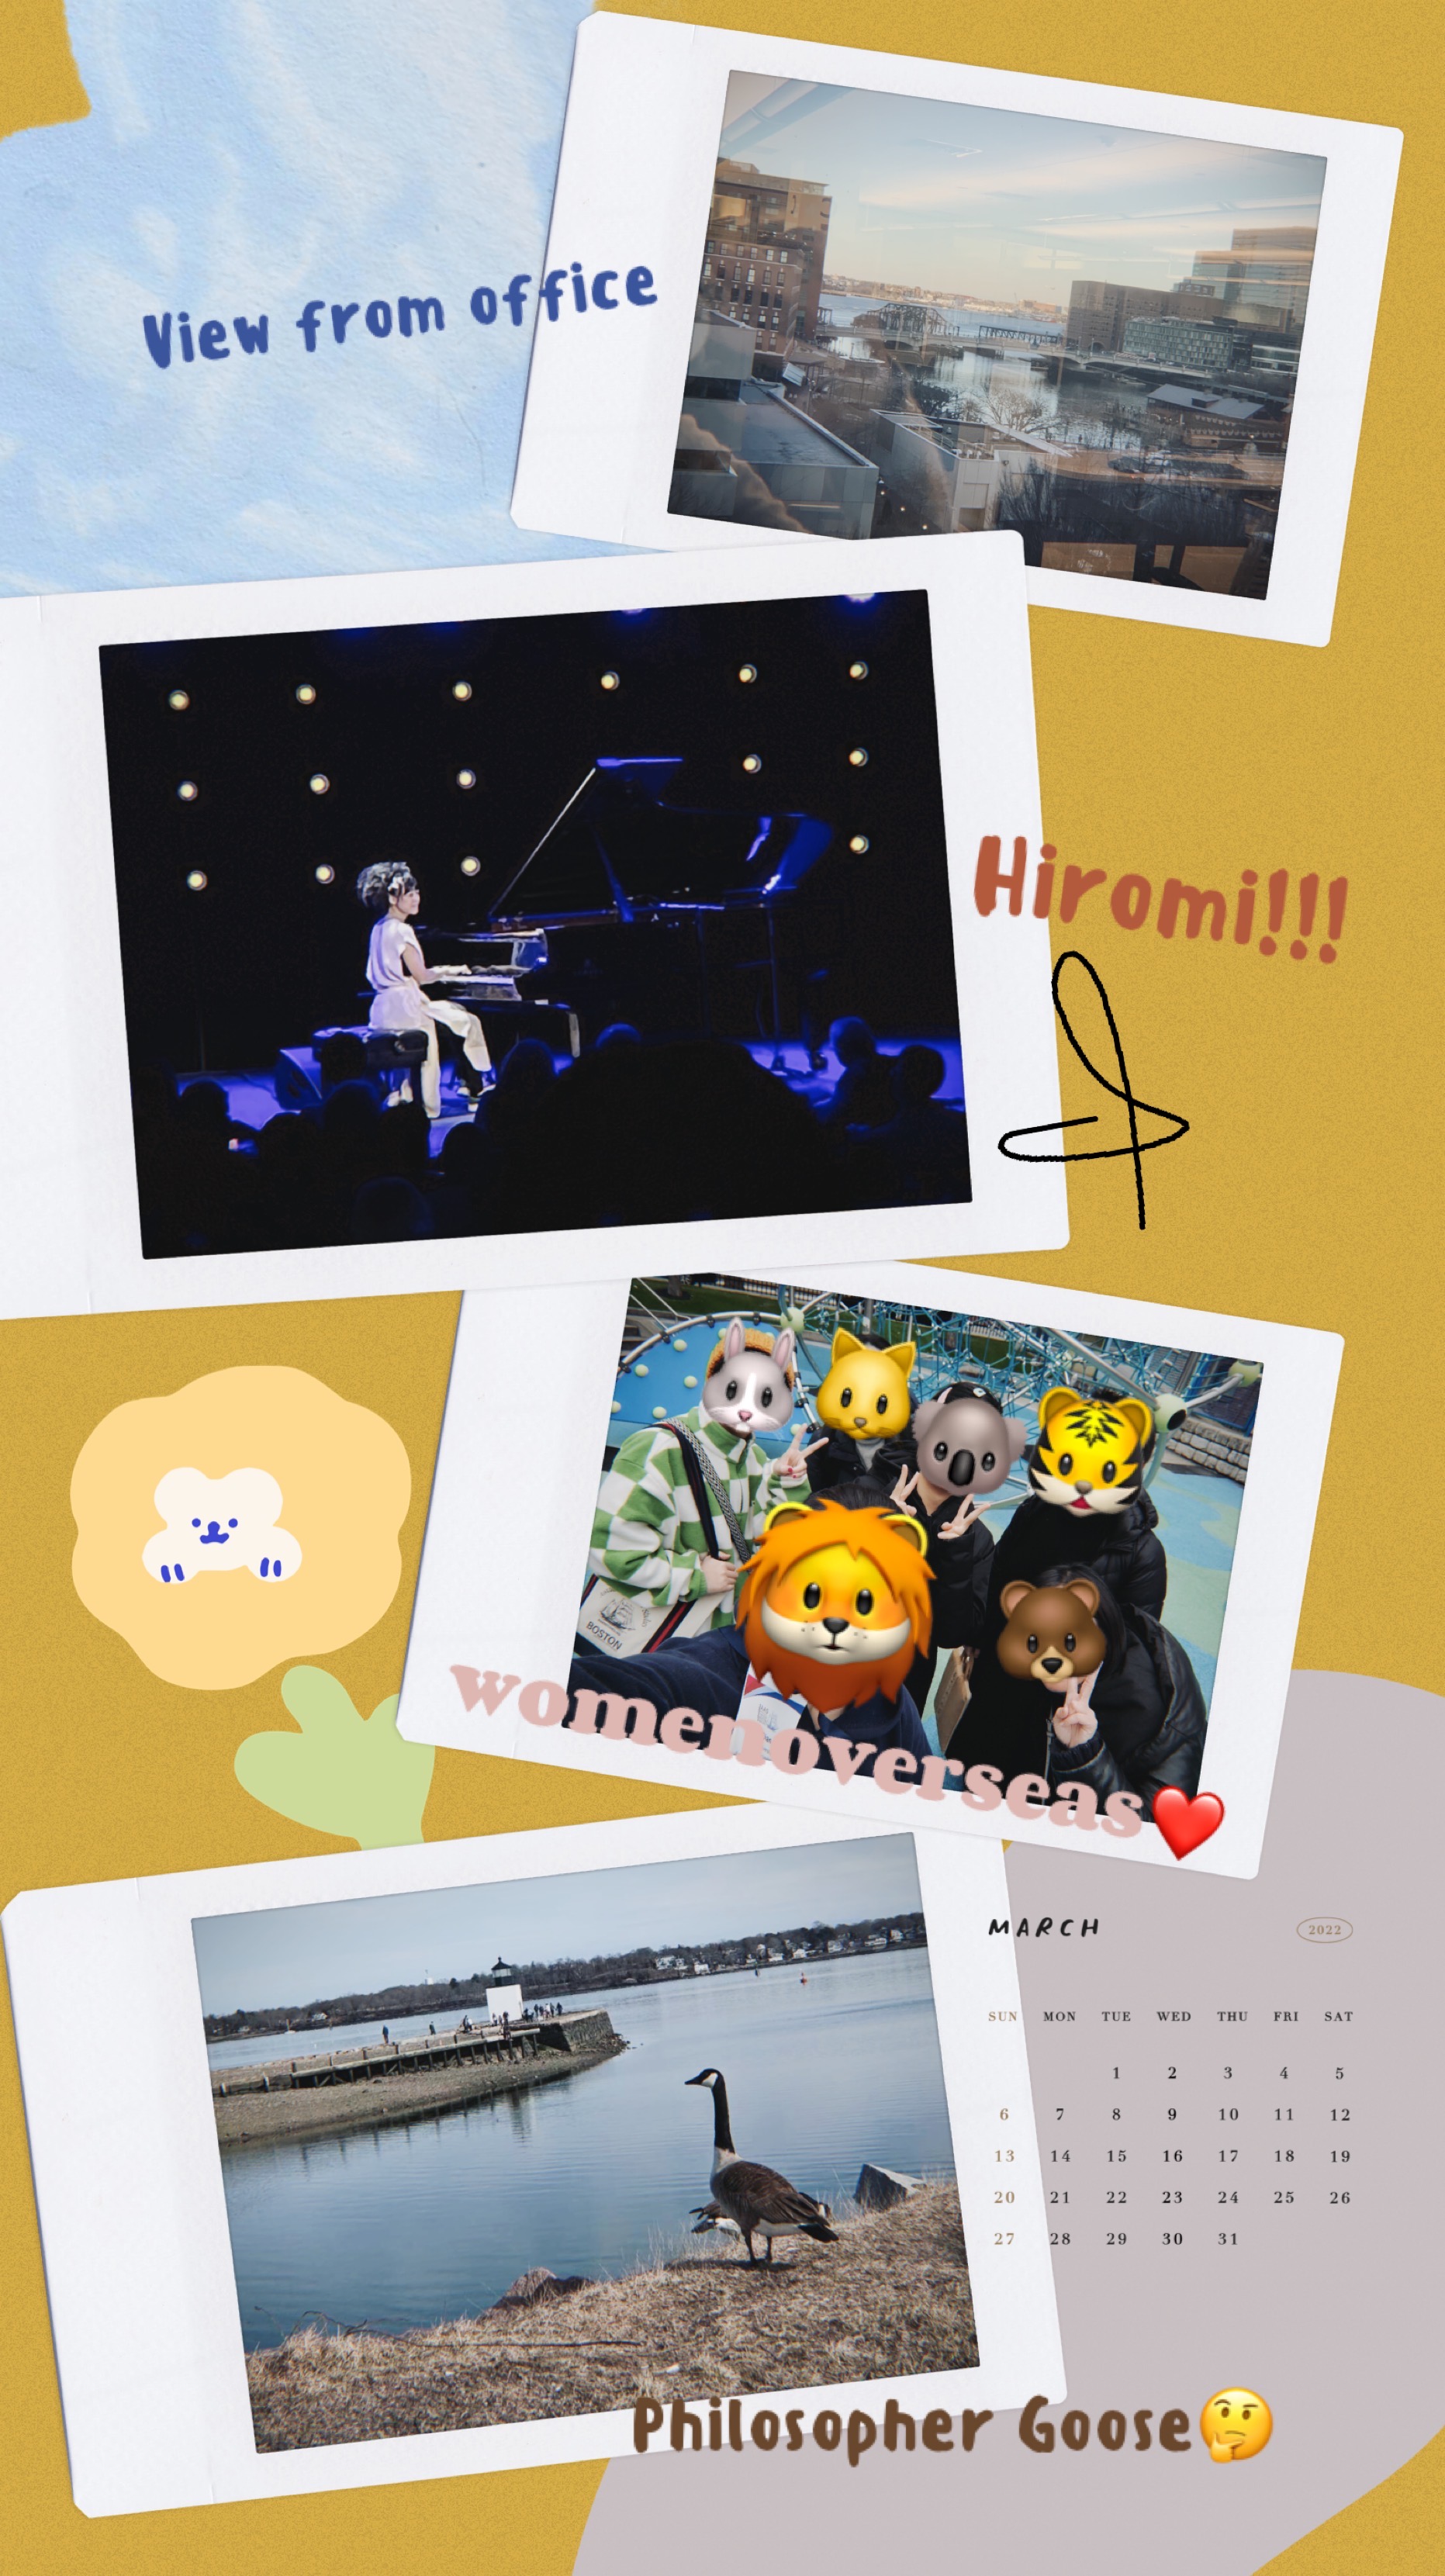 View from office
Hiromi!!!
BOSTON
womenoverseas❤️
MARCH 2022
SUN MON TUE WED THU FRI SAT
1 2 3 4 5
6 7 8 9 10 11 12
13 14 15 16 17 18 19
20 21 22 23 24 25 26
27 28 29 30 31
Philosopher Goose🤔